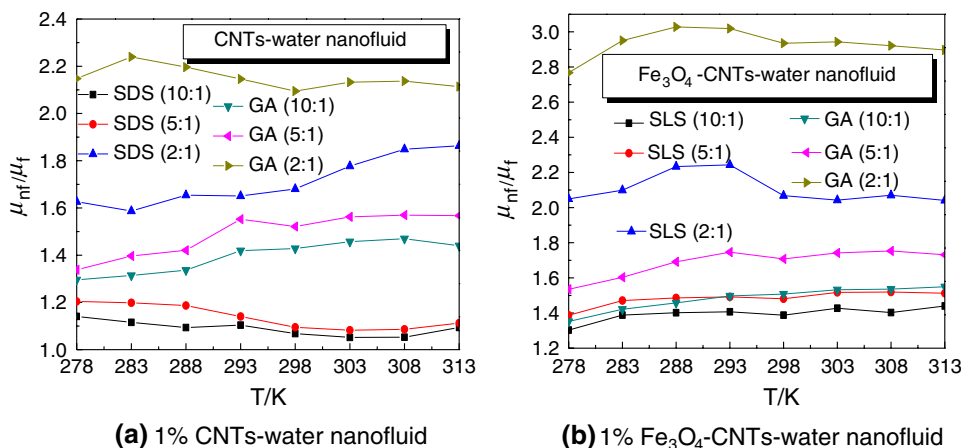 CNTs-water nanofluid
SDS (10:1)
SDS (5:1)
SDS (2:1)
GA (10:1)
GA (5:1)
GA (2:1)
2.4
2.2
2.0
1.8
1.6
1.4
1.2
1.0
μnf/μf
278 283 288 293 298 303 308 313
T/K
(a) 1% CNTs-water nanofluid
Fe3O4-CNTs-water nanofluid
SLS (10:1)
SLS (5:1)
SLS (2:1)
GA (10:1)
GA (5:1)
GA (2:1)
3.0
2.8
2.6
2.4
2.2
2.0
1.8
1.6
1.4
1.2
μnf/μf
278 283 288 293 298 303 308 313
T/K
(b) 1% Fe3O4-CNTs-water nanofluid